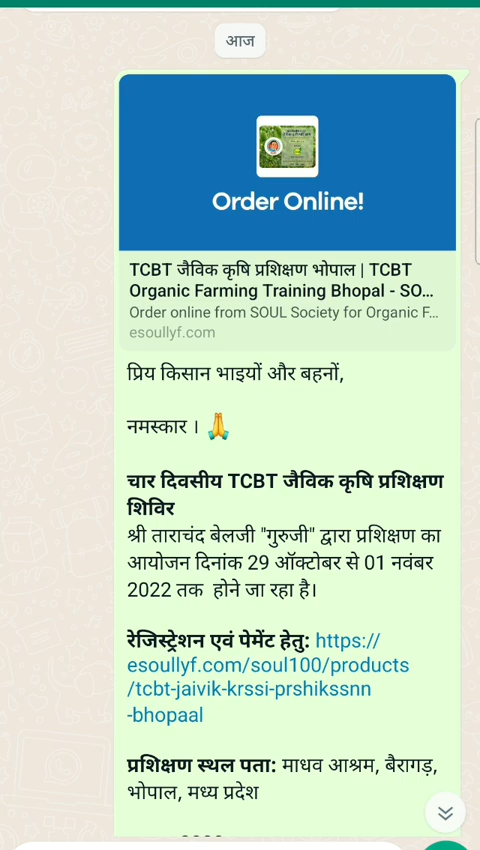 आज
Order Online!
TCBT जैविक कृषि प्रशिक्षण भोपाल | TCBT
Organic Farming Training Bhopal - SO...
Order online from SOUL Society for Organic F...
esoullyf.com
प्रिय किसान भाइयों और बहनों,
नमस्कार । 🙏
चार दिवसीय TCBT जैविक कृषि प्रशिक्षण
शिविर
श्री ताराचंद बेलजी "गुरुजी" द्वारा प्रशिक्षण का
आयोजन दिनांक 29 ऑक्टोबर से 01 नवंबर
2022 तक होने जा रहा है।
रेजिस्ट्रेशन एवं पेमेंट हेतु: https://
esoullyf.com/soul100/products
/tcbt-jaivik-krssi-prshikssnn
-bhopaal
प्रशिक्षण स्थल पता: माधव आश्रम, बैरागड़,
भोपाल, मध्य प्रदेश